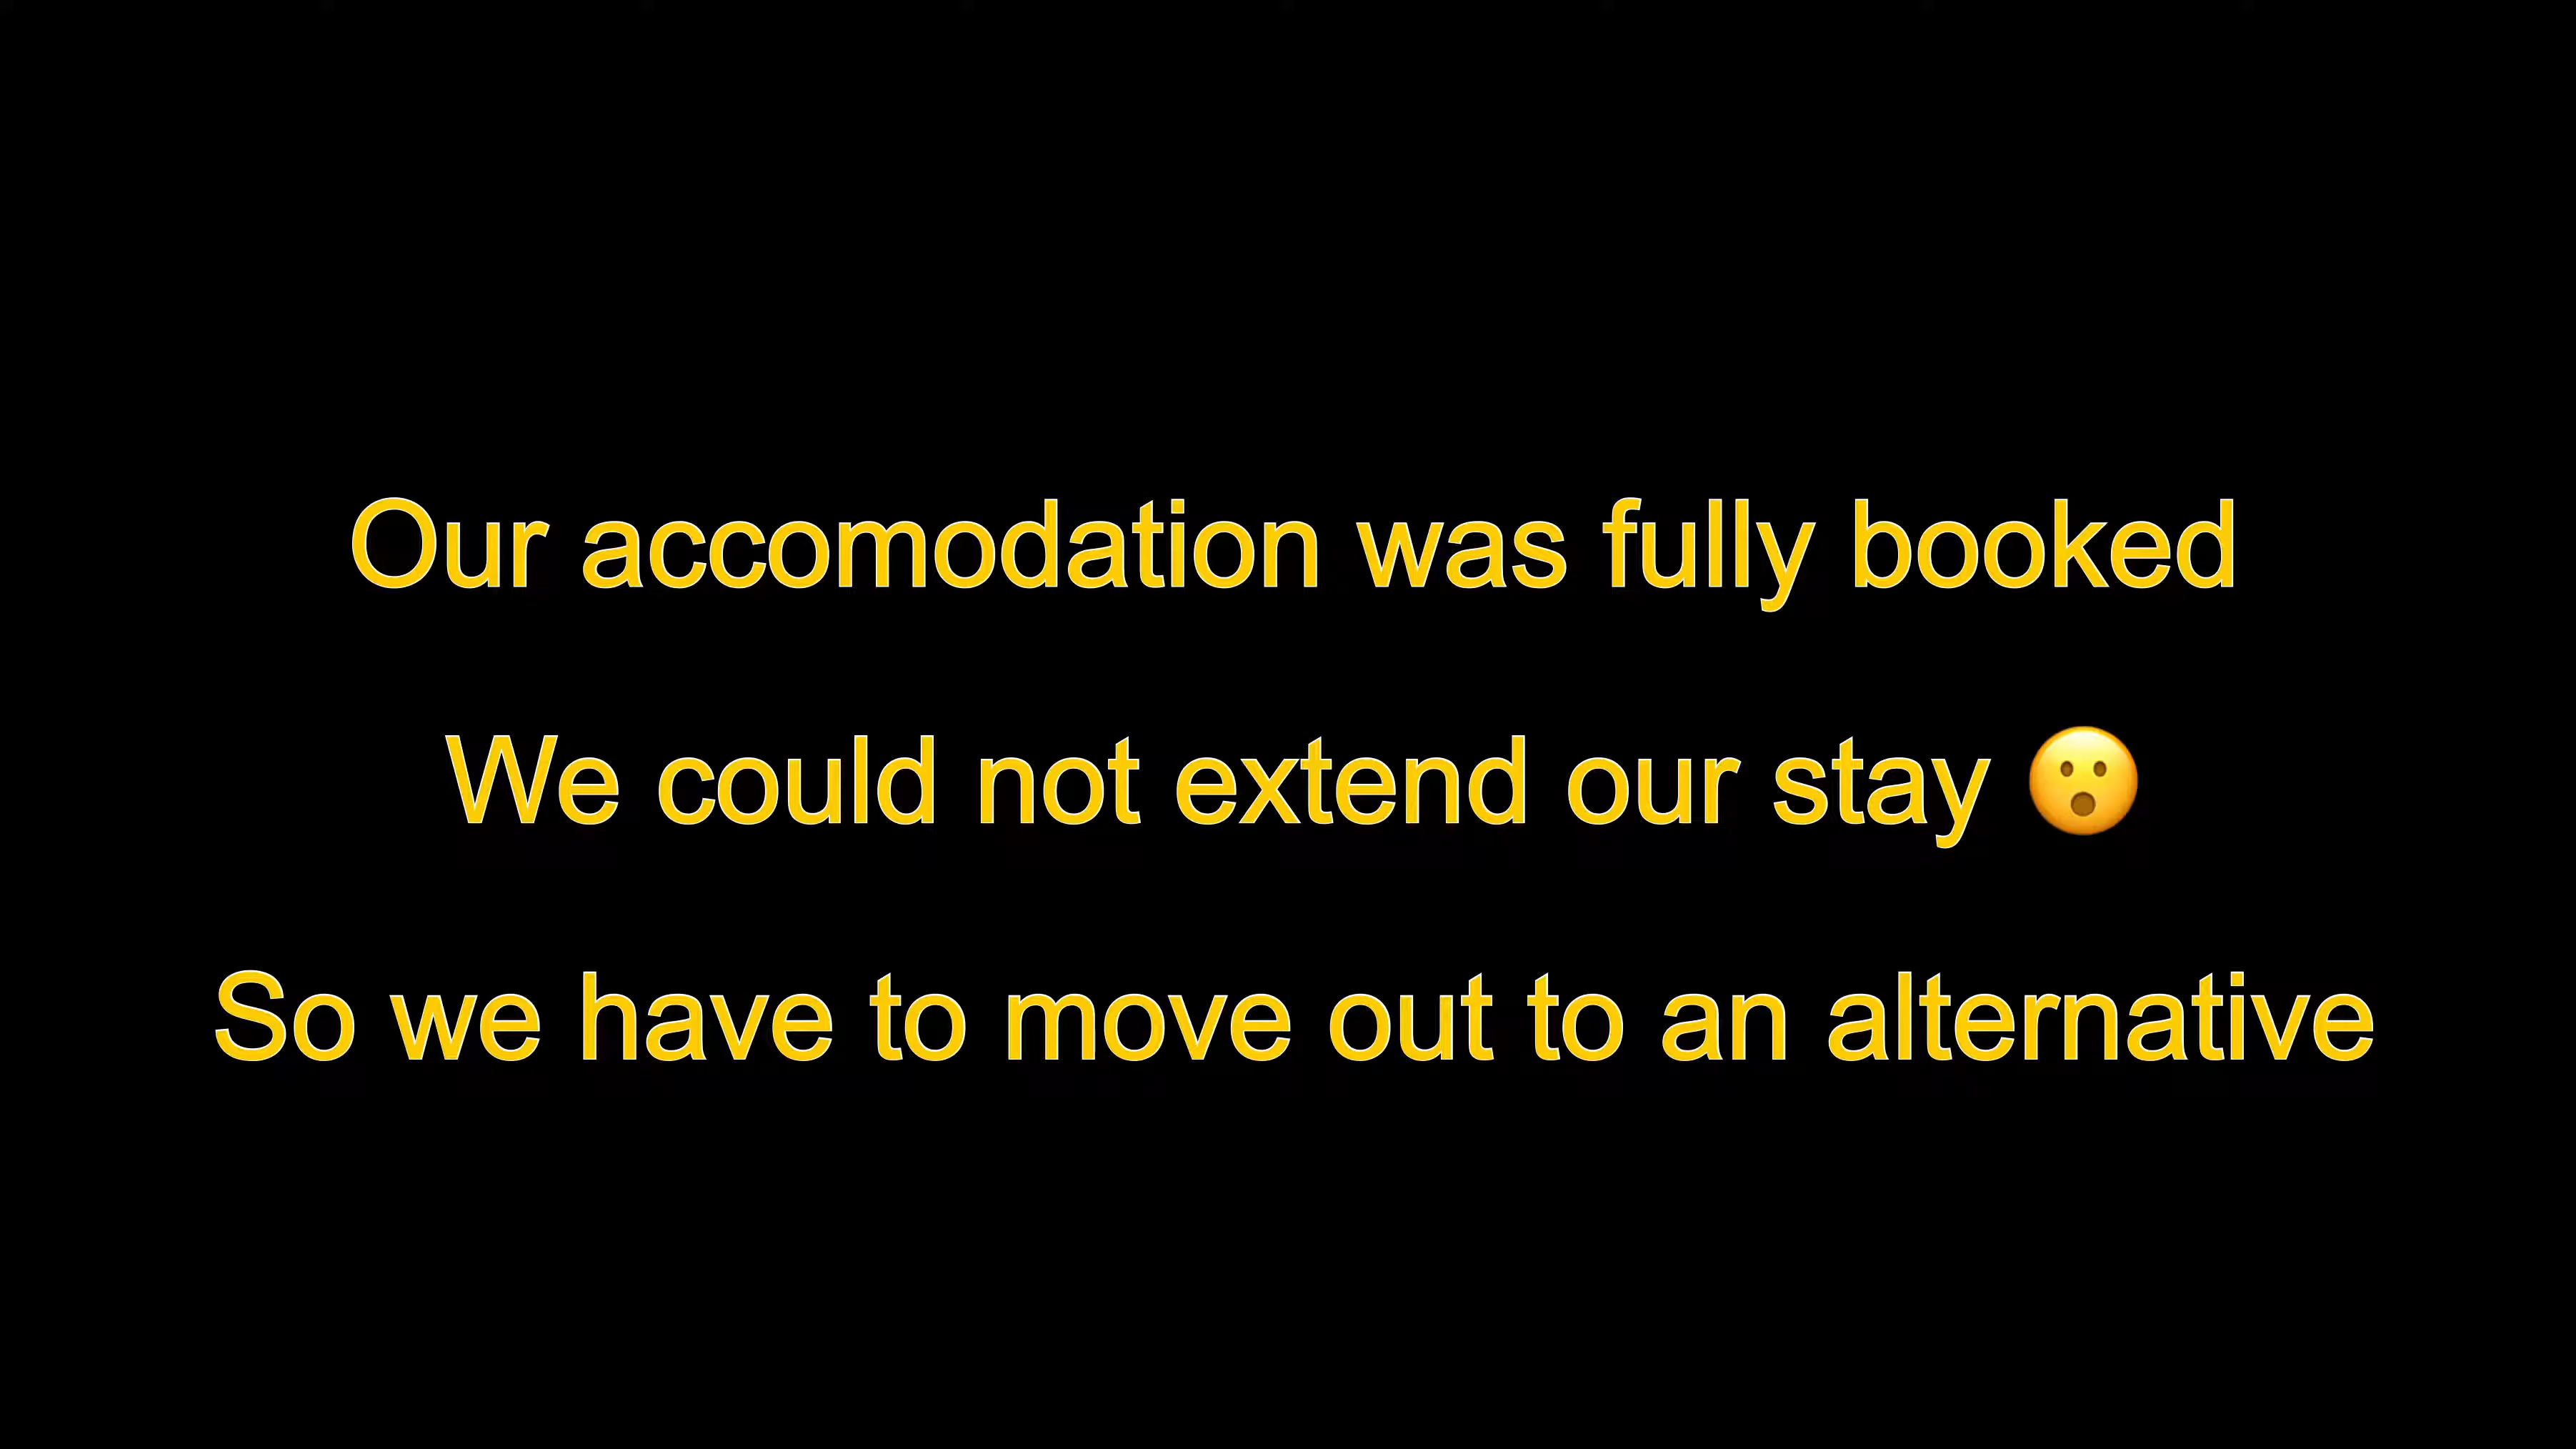 Our accomodation was fully booked
We could not extend our stay 😮
So we have to move out to an alternative